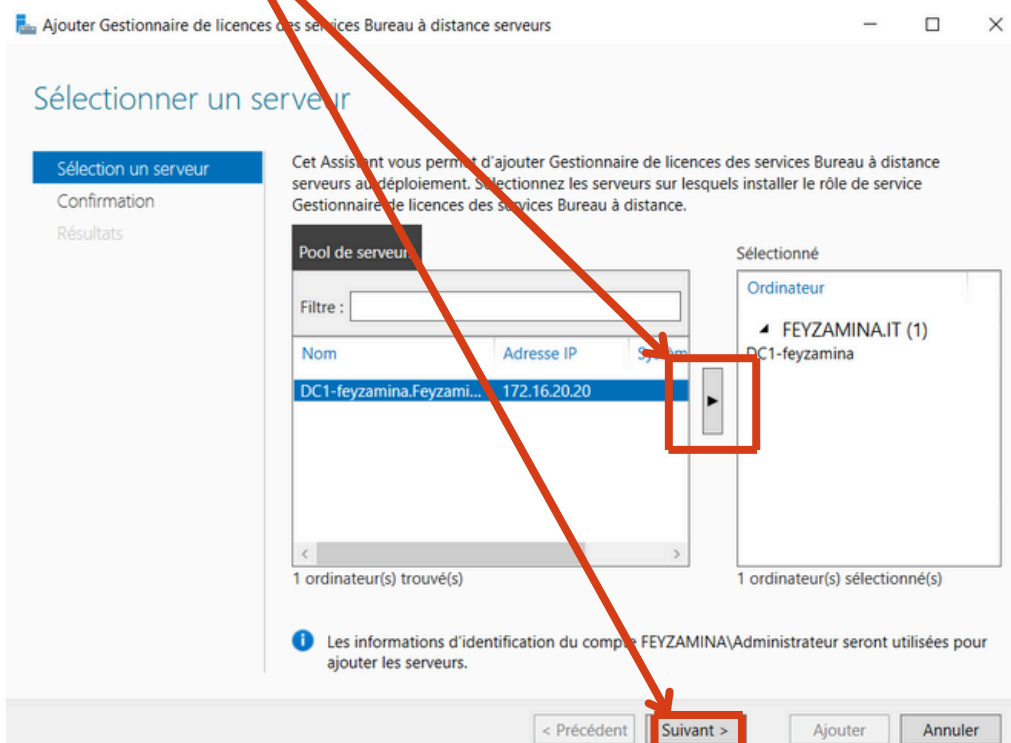 Ajouter Gestionnaire de licences des services Bureau à distance serveurs
Sélectionner un serveur
Sélection un serveur
Confirmation
Résultats
Cet Assistant vous permet d'ajouter Gestionnaire de licences des services Bureau à distance
serveurs au déploiement. Sélectionnez les serveurs sur lesquels installer le rôle de service
Gestionnaire de licences des services Bureau à distance.
Pool de serveurs
Filtre :
Nom Adresse IP Systèm
DC1-feyzamina.Feyzami... 172.16.20.20
1 ordinateur(s) trouvé(s)
Sélectionné
Ordinateur
FEYZAMINA.IT (1)
DC1-feyzamina
1 ordinateur(s) sélectionné(s)
Les informations d'identification du compte FEYZAMINA\Administrateur seront utilisées pour
ajouter les serveurs.
< Précédent Suivant > Ajouter Annuler